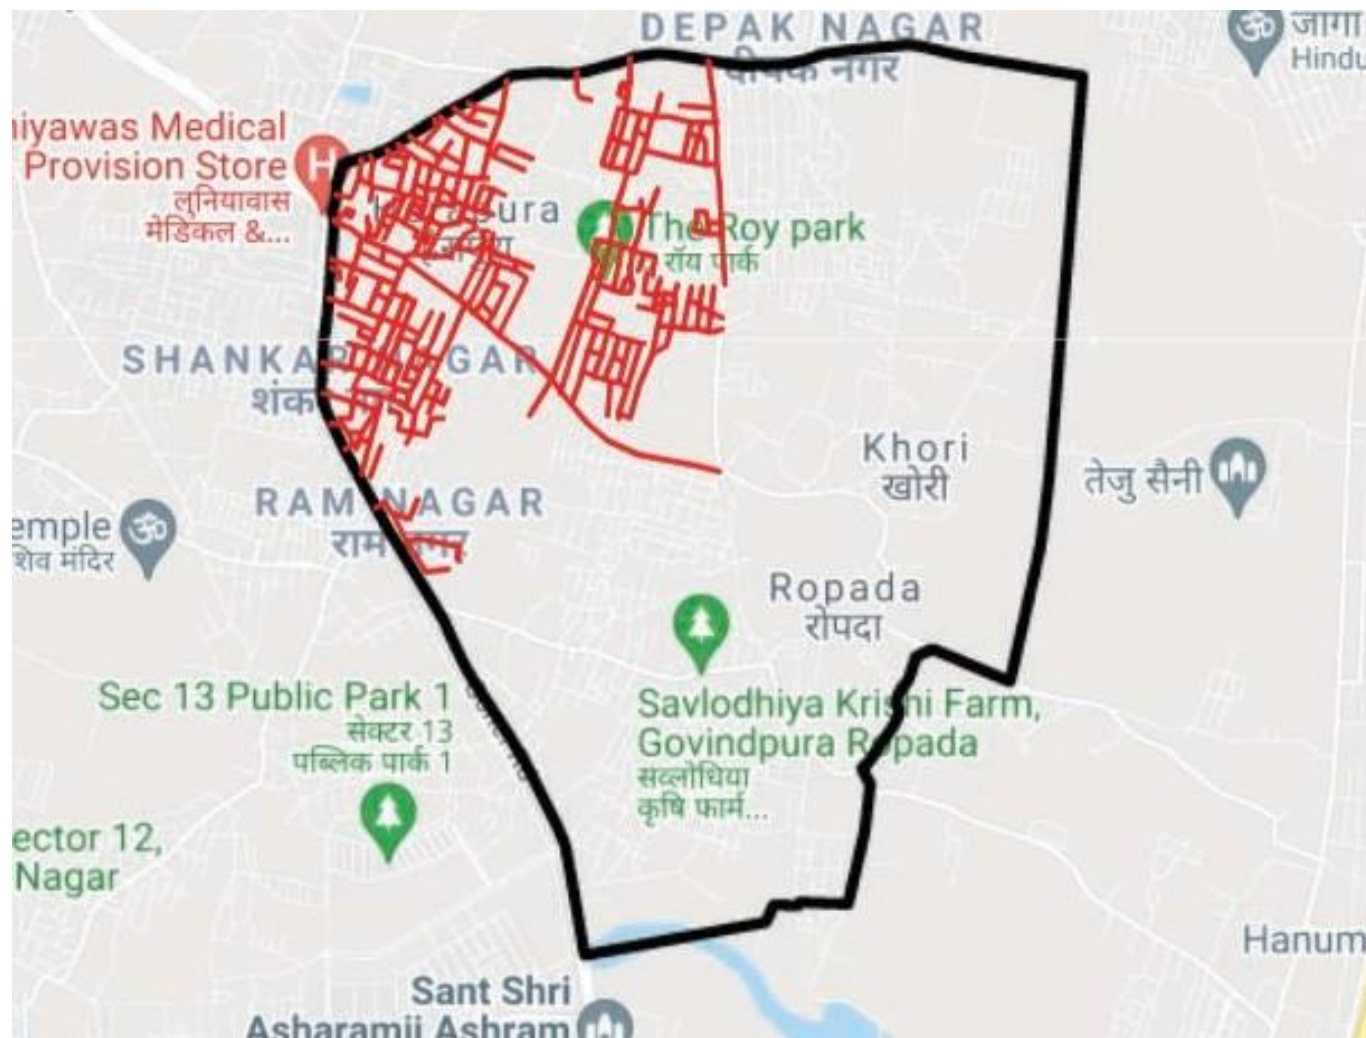 DEPAK NAGAR
दीपक नगर
जागा
Hindu
niyawas Medical
Provision Store
लुनियावास
मेडिकल &...
The Roy park
रॉय पार्क
SHANKAR NAGAR
Khori
खोरी
तेजु सैनी
RAM NAGAR
राम नगर
emple
शिव मंदिर
Ropada
रोपदा
Sec 13 Public Park 1
सेक्टर 13
पब्लिक पार्क 1
Savlodhiya Krishi Farm,
Govindpura Ropada
सव्लोधिया
कृषि फार्म...
ector 12,
Nagar
Hanum
Sant Shri
Asharamji Ashram